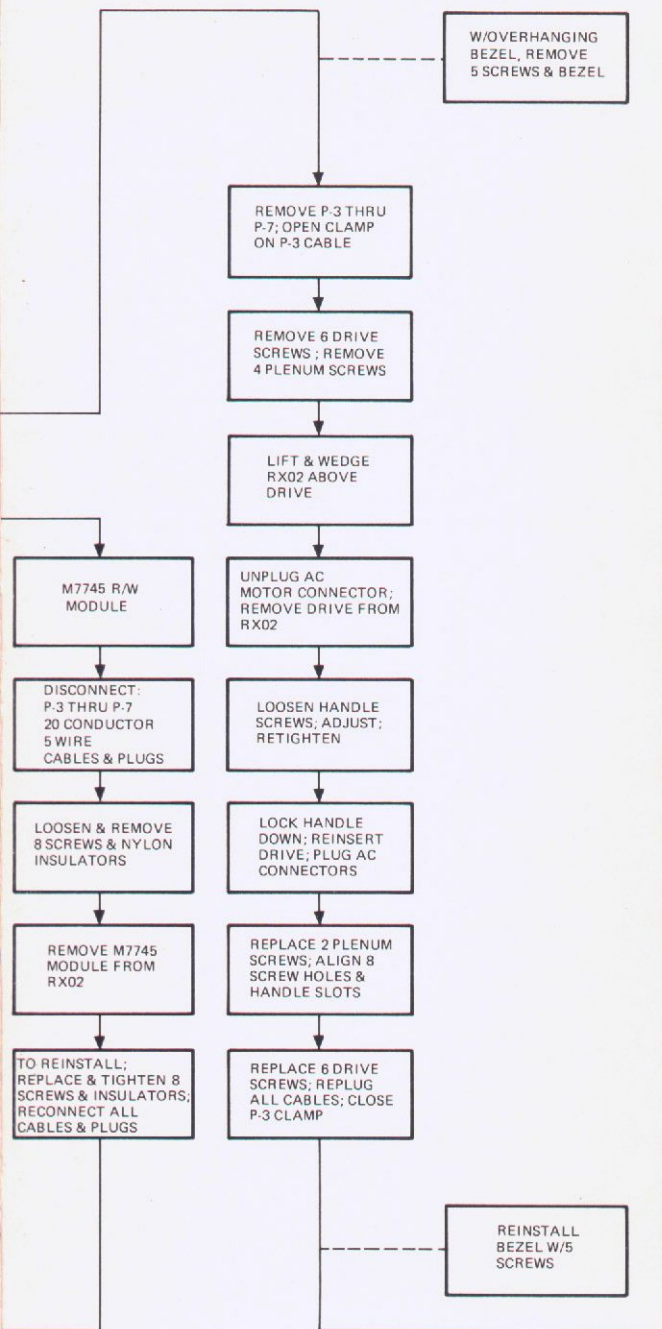 W/OVERHANGING
BEZEL, REMOVE
5 SCREWS & BEZEL
REMOVE P-3 THRU
P-7; OPEN CLAMP
ON P-3 CABLE
REMOVE 6 DRIVE
SCREWS ; REMOVE
4 PLENUM SCREWS
LIFT & WEDGE
RX02 ABOVE
DRIVE
UNPLUG AC
MOTOR CONNECTOR;
REMOVE DRIVE FROM
RX02
LOOSEN HANDLE
SCREWS; ADJUST;
RETIGHTEN
LOCK HANDLE
DOWN; REINSERT
DRIVE; PLUG AC
CONNECTORS
REPLACE 2 PLENUM
SCREWS; ALIGN 8
SCREW HOLES &
HANDLE SLOTS
REPLACE 6 DRIVE
SCREWS; REPLUG
ALL CABLES; CLOSE
P-3 CLAMP
REINSTALL
BEZEL W/5
SCREWS
M7745 R/W
MODULE
DISCONNECT:
P-3 THRU P-7
20 CONDUCTOR
5 WIRE
CABLES & PLUGS
LOOSEN & REMOVE
8 SCREWS & NYLON
INSULATORS
REMOVE M7745
MODULE FROM
RX02
TO REINSTALL;
REPLACE & TIGHTEN 8
SCREWS & INSULATORS;
RECONNECT ALL
CABLES & PLUGS